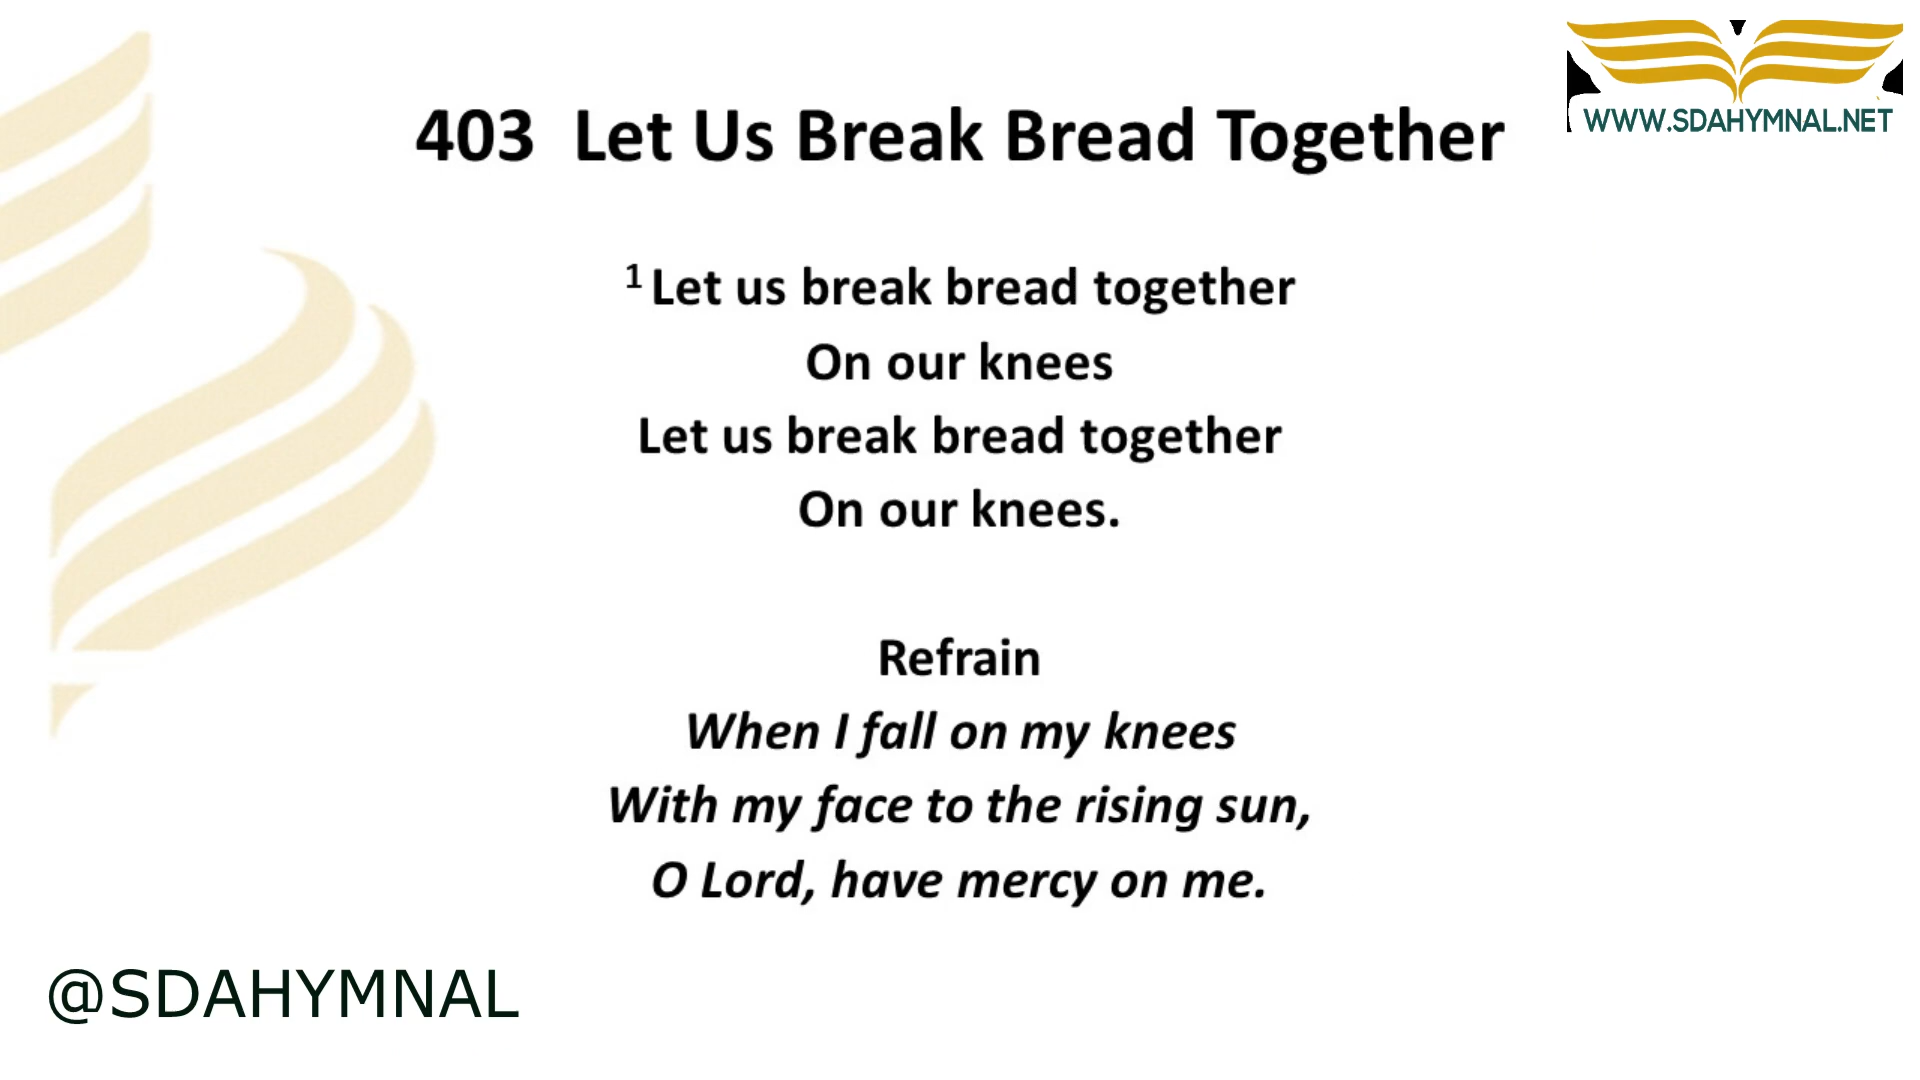 WWW.SDAHYMNAL.NET
403 Let Us Break Bread Together
1 Let us break bread together
On our knees
Let us break bread together
On our knees.
Refrain
When I fall on my knees
With my face to the rising sun,
O Lord, have mercy on me.
@SDAHYMNAL